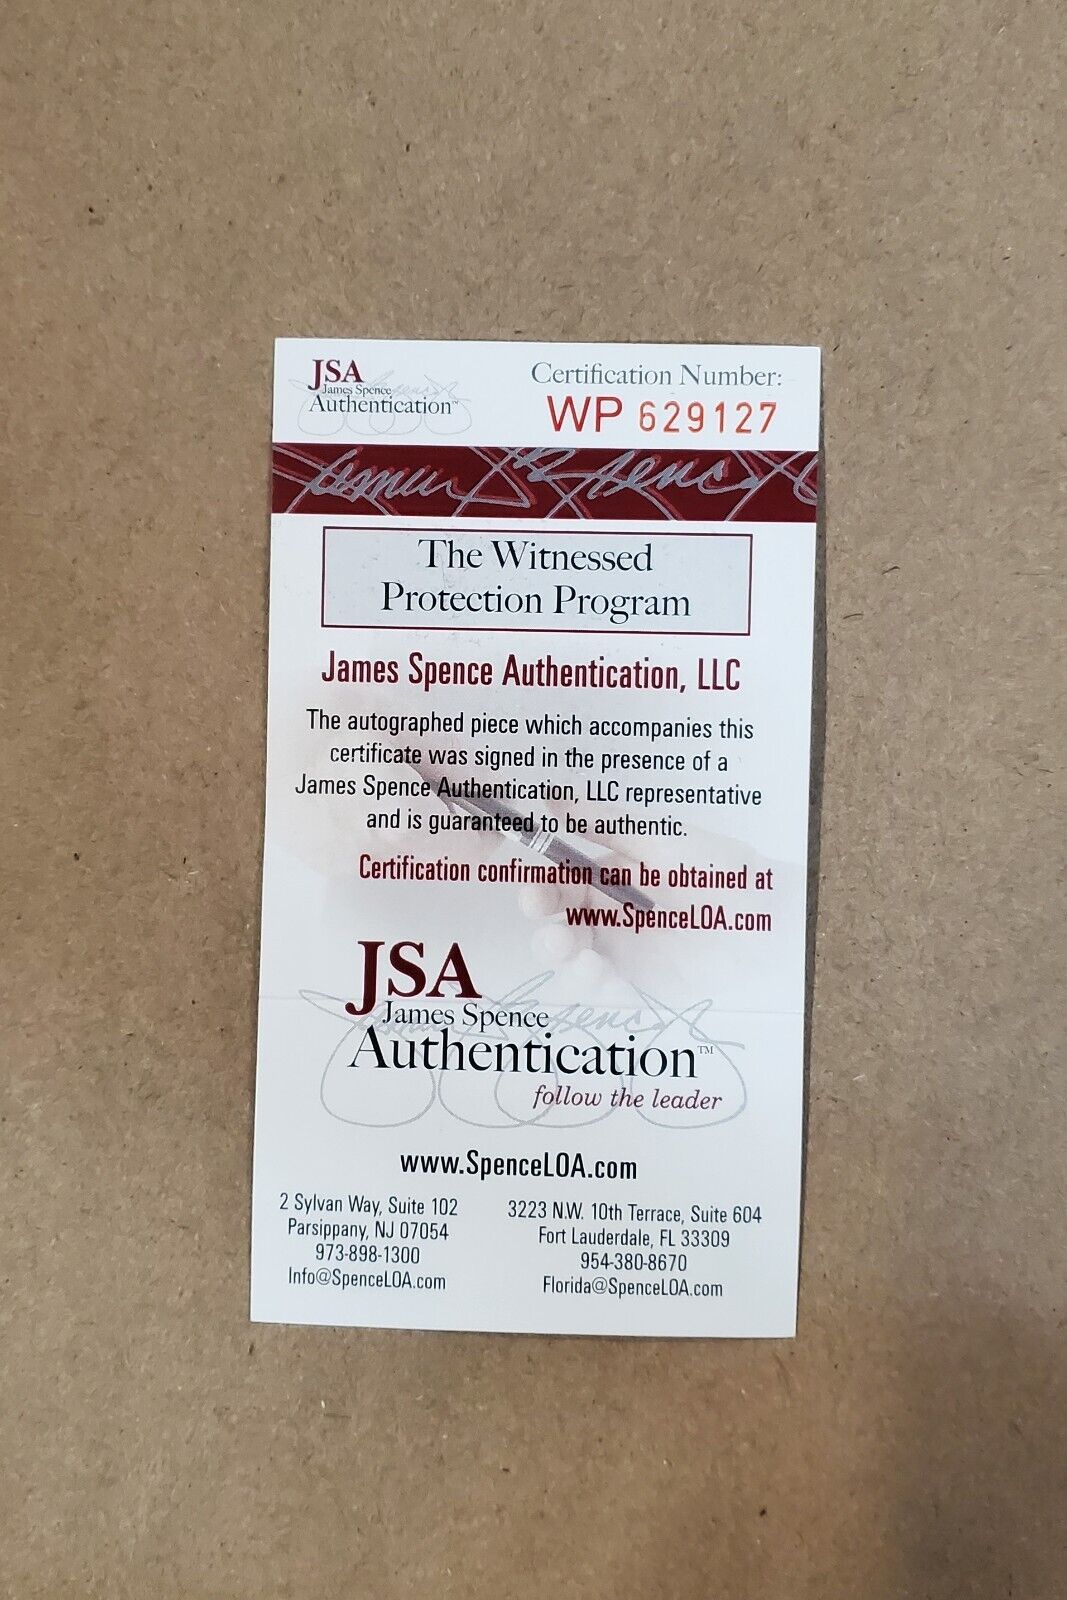 JSA
James Spence
Authentication™
Certification Number:
WP 629127
James Spence
The Witnessed
Protection Program
James Spence Authentication, LLC
The autographed piece which accompanies this
certificate was signed in the presence of a
James Spence Authentication, LLC representative
and is guaranteed to be authentic.
Certification confirmation can be obtained at
www.SpenceLOA.com
JSA
James Spence
Authentication™
follow the leader
www.SpenceLOA.com
2 Sylvan Way, Suite 102
Parsippany, NJ 07054
973-898-1300
Info@SpenceLOA.com
3223 N.W. 10th Terrace, Suite 604
Fort Lauderdale, FL 33309
954-380-8670
Florida@SpenceLOA.com